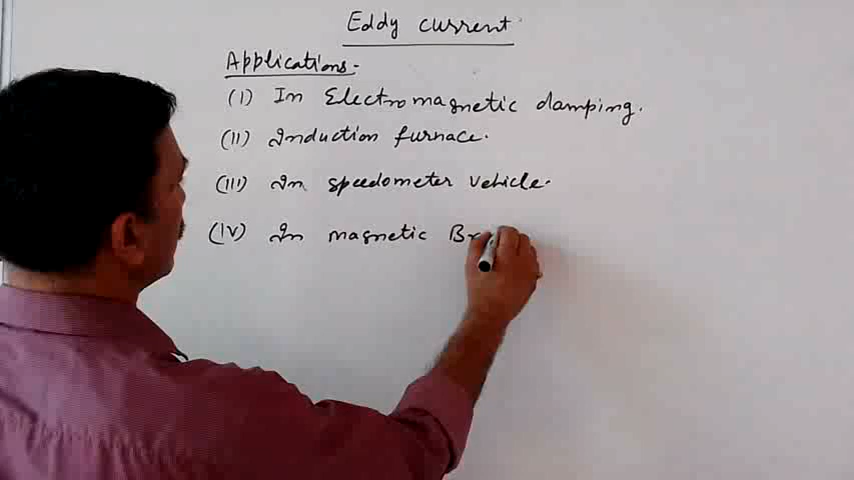 Eddy current
Applications-
(I) In Electromagnetic damping.
(II) Induction furnace.
(III) In speedometer vehicle.
(IV) In magnetic